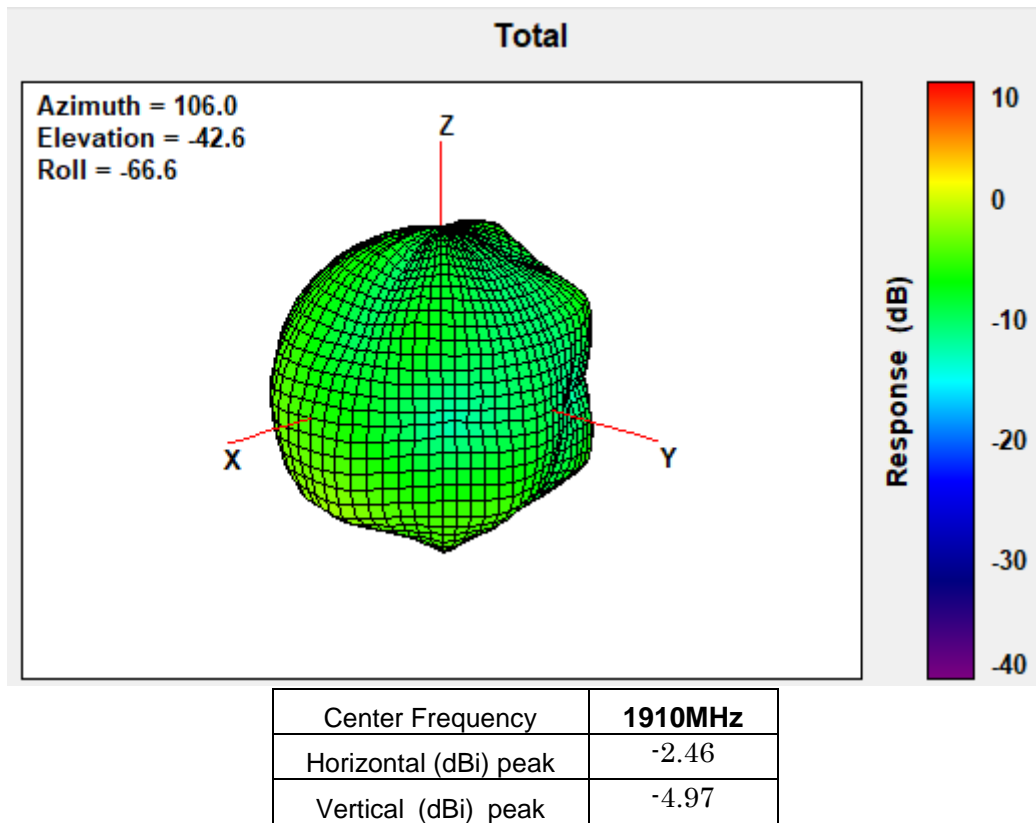 Total
Azimuth = 106.0
Elevation = -42.6
Roll = -66.6
Z
X
Y
10
0
-10
-20
-30
-40
Response (dB)
Center Frequency 1910MHz
Horizontal (dBi) peak -2.46
Vertical (dBi) peak -4.97